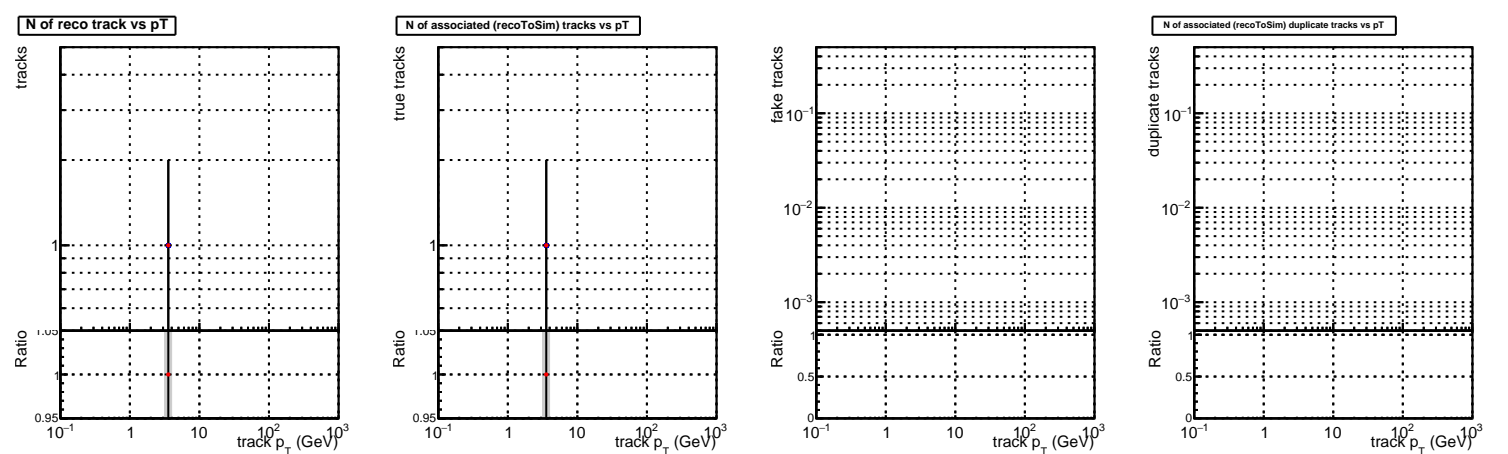 N of reco track vs pT
tracks
1
1.05
Ratio
1
0.95
10⁻¹ 1 10 10² 10³
track p_T (GeV)
N of associated (recoToSim) tracks vs pT
true tracks
1
1.05
Ratio
1
0.95
10⁻¹ 1 10 10² 10³
track p_T (GeV)
fake tracks
10⁻¹
10⁻²
10⁻³
Ratio
1
0.5
0
10⁻¹ 1 10 10² 10³
track p_T (GeV)
N of associated (recoToSim) duplicate tracks vs pT
duplicate tracks
10⁻¹
10⁻²
10⁻³
Ratio
1
0.5
0
10⁻¹ 1 10 10² 10³
track p_T (GeV)